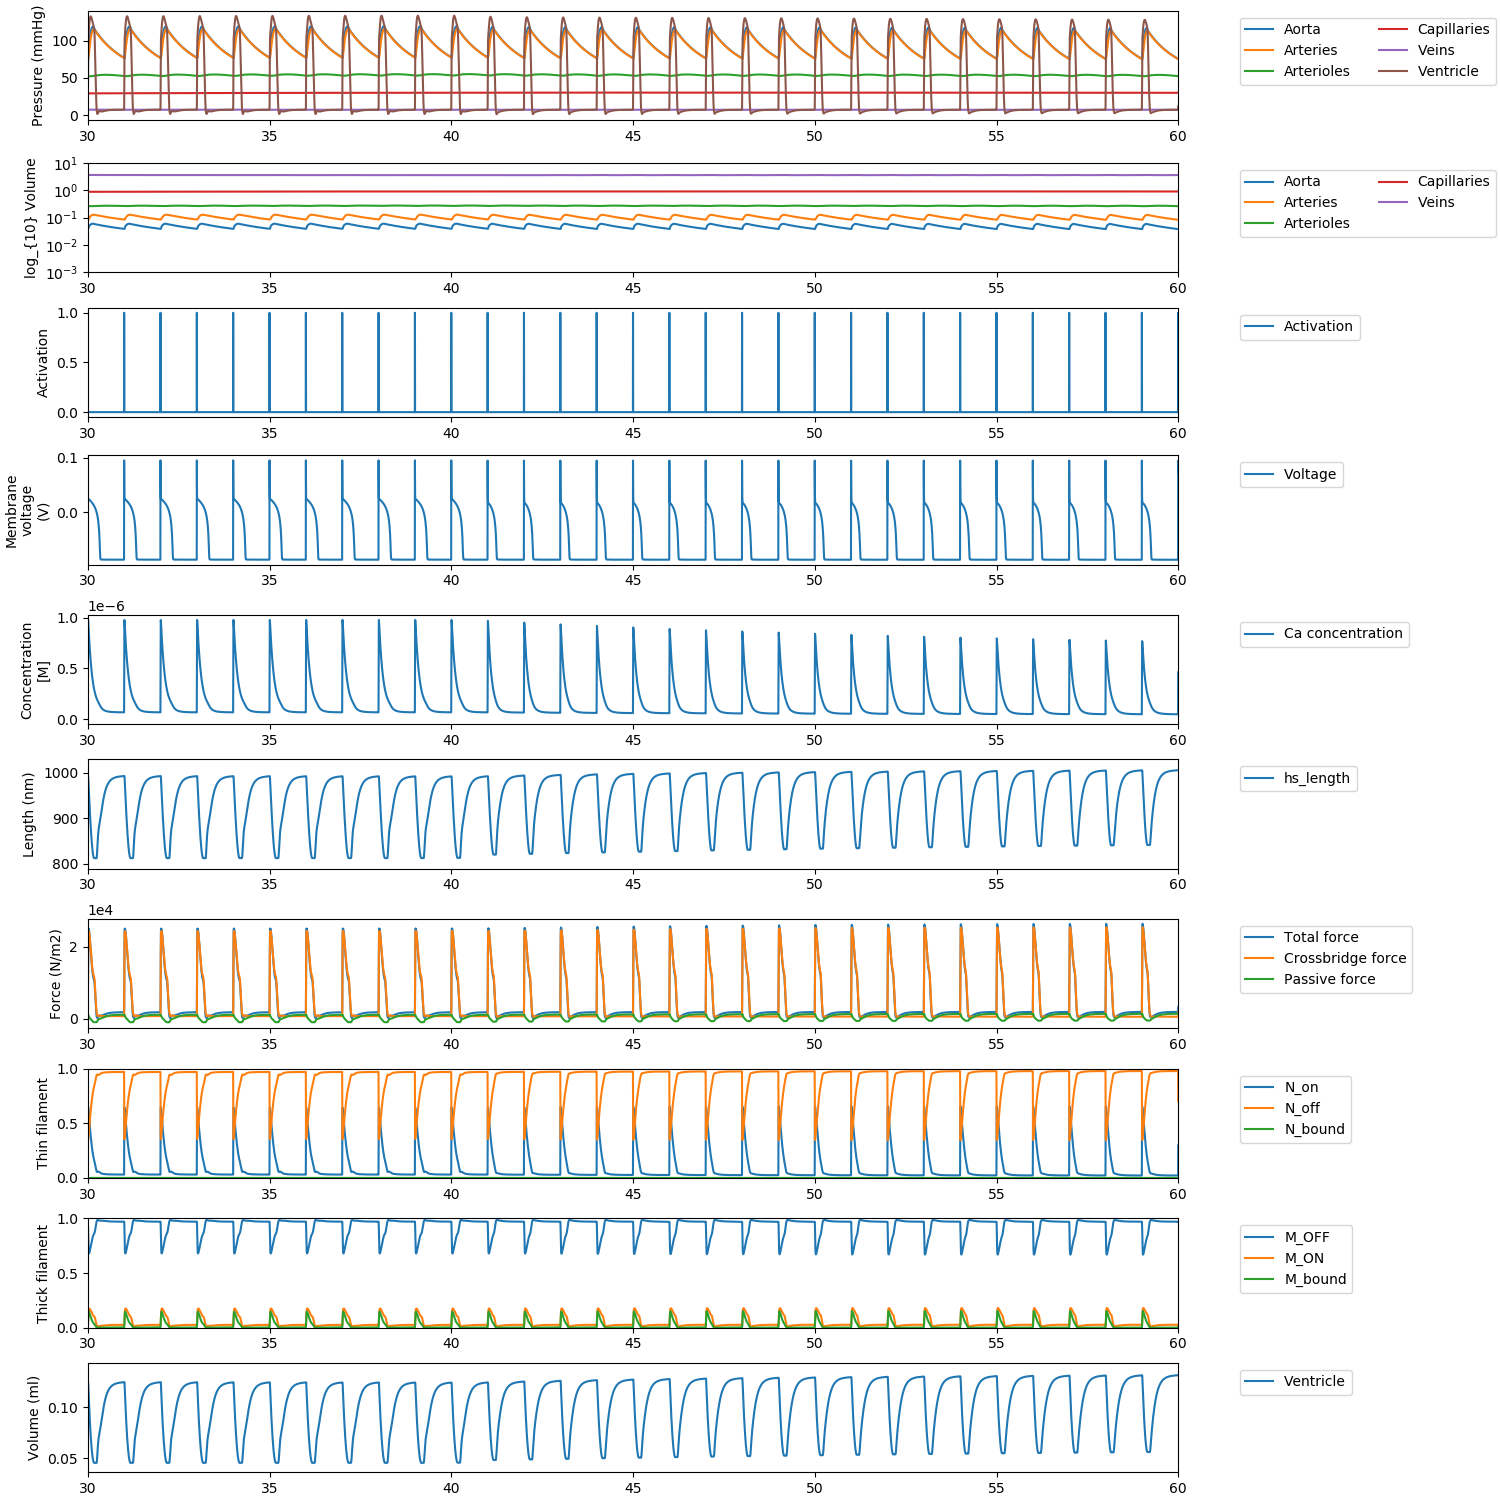 Pressure (mmHg)
100
50
0
30 35 40 45 50 55 60
Aorta Capillaries
Arteries Veins
Arterioles Ventricle
log_{10} Volume
10^1
10^0
10^−1
10^−2
10^−3
30 35 40 45 50 55 60
Aorta Capillaries
Arteries Veins
Arterioles
Activation
1.0
0.5
0.0
30 35 40 45 50 55 60
Activation
Membrane
voltage
(V)
0.1
0.0
30 35 40 45 50 55 60
Voltage
1e−6
Concentration
[M]
1.0
0.5
0.0
30 35 40 45 50 55 60
Ca concentration
Length (nm)
1000
900
800
30 35 40 45 50 55 60
hs_length
1e4
Force (N/m2)
2
0
30 35 40 45 50 55 60
Total force
Crossbridge force
Passive force
Thin filament
1.0
0.5
0.0
30 35 40 45 50 55 60
N_on
N_off
N_bound
Thick filament
1.0
0.5
0.0
30 35 40 45 50 55 60
M_OFF
M_ON
M_bound
Volume (ml)
0.10
0.05
30 35 40 45 50 55 60
Ventricle